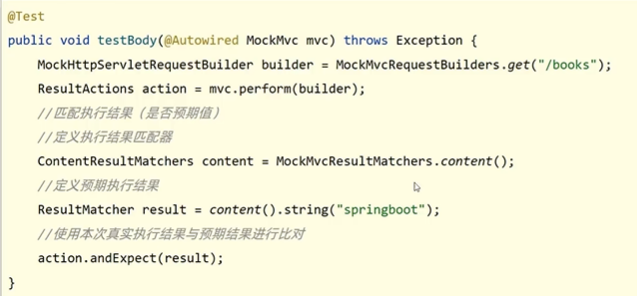 @Test
public void testBody(@Autowired MockMvc mvc) throws Exception {
    MockHttpServletRequestBuilder builder = MockMvcRequestBuilders.get("/books");
    ResultActions action = mvc.perform(builder);
    //匹配执行结果（是否预期值）
    //定义执行结果匹配器
    ContentResultMatchers content = MockMvcResultMatchers.content();
    //定义预期执行结果
    ResultMatcher result = content().string("springboot");
    //使用本次真实执行结果与预期结果进行比对
    action.andExpect(result);
}